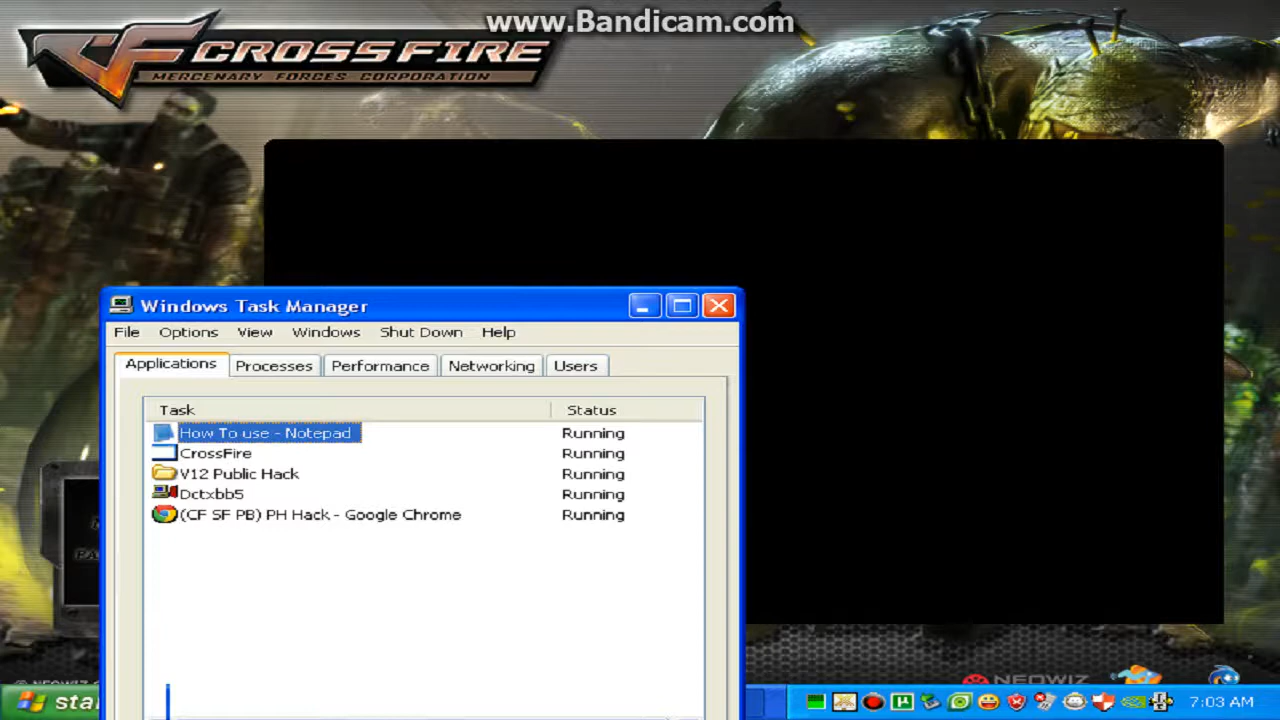 www.Bandicam.com
CF CROSSFIRE
MERCENARY FORCES CORPORATION
Windows Task Manager
File Options View Windows Shut Down Help
Applications Processes Performance Networking Users
Task Status
How To use - Notepad Running
CrossFire Running
V12 Public Hack Running
Dctxbb5 Running
(CF SF PB) PH Hack - Google Chrome Running
NEOWIZ
star 7:03 AM